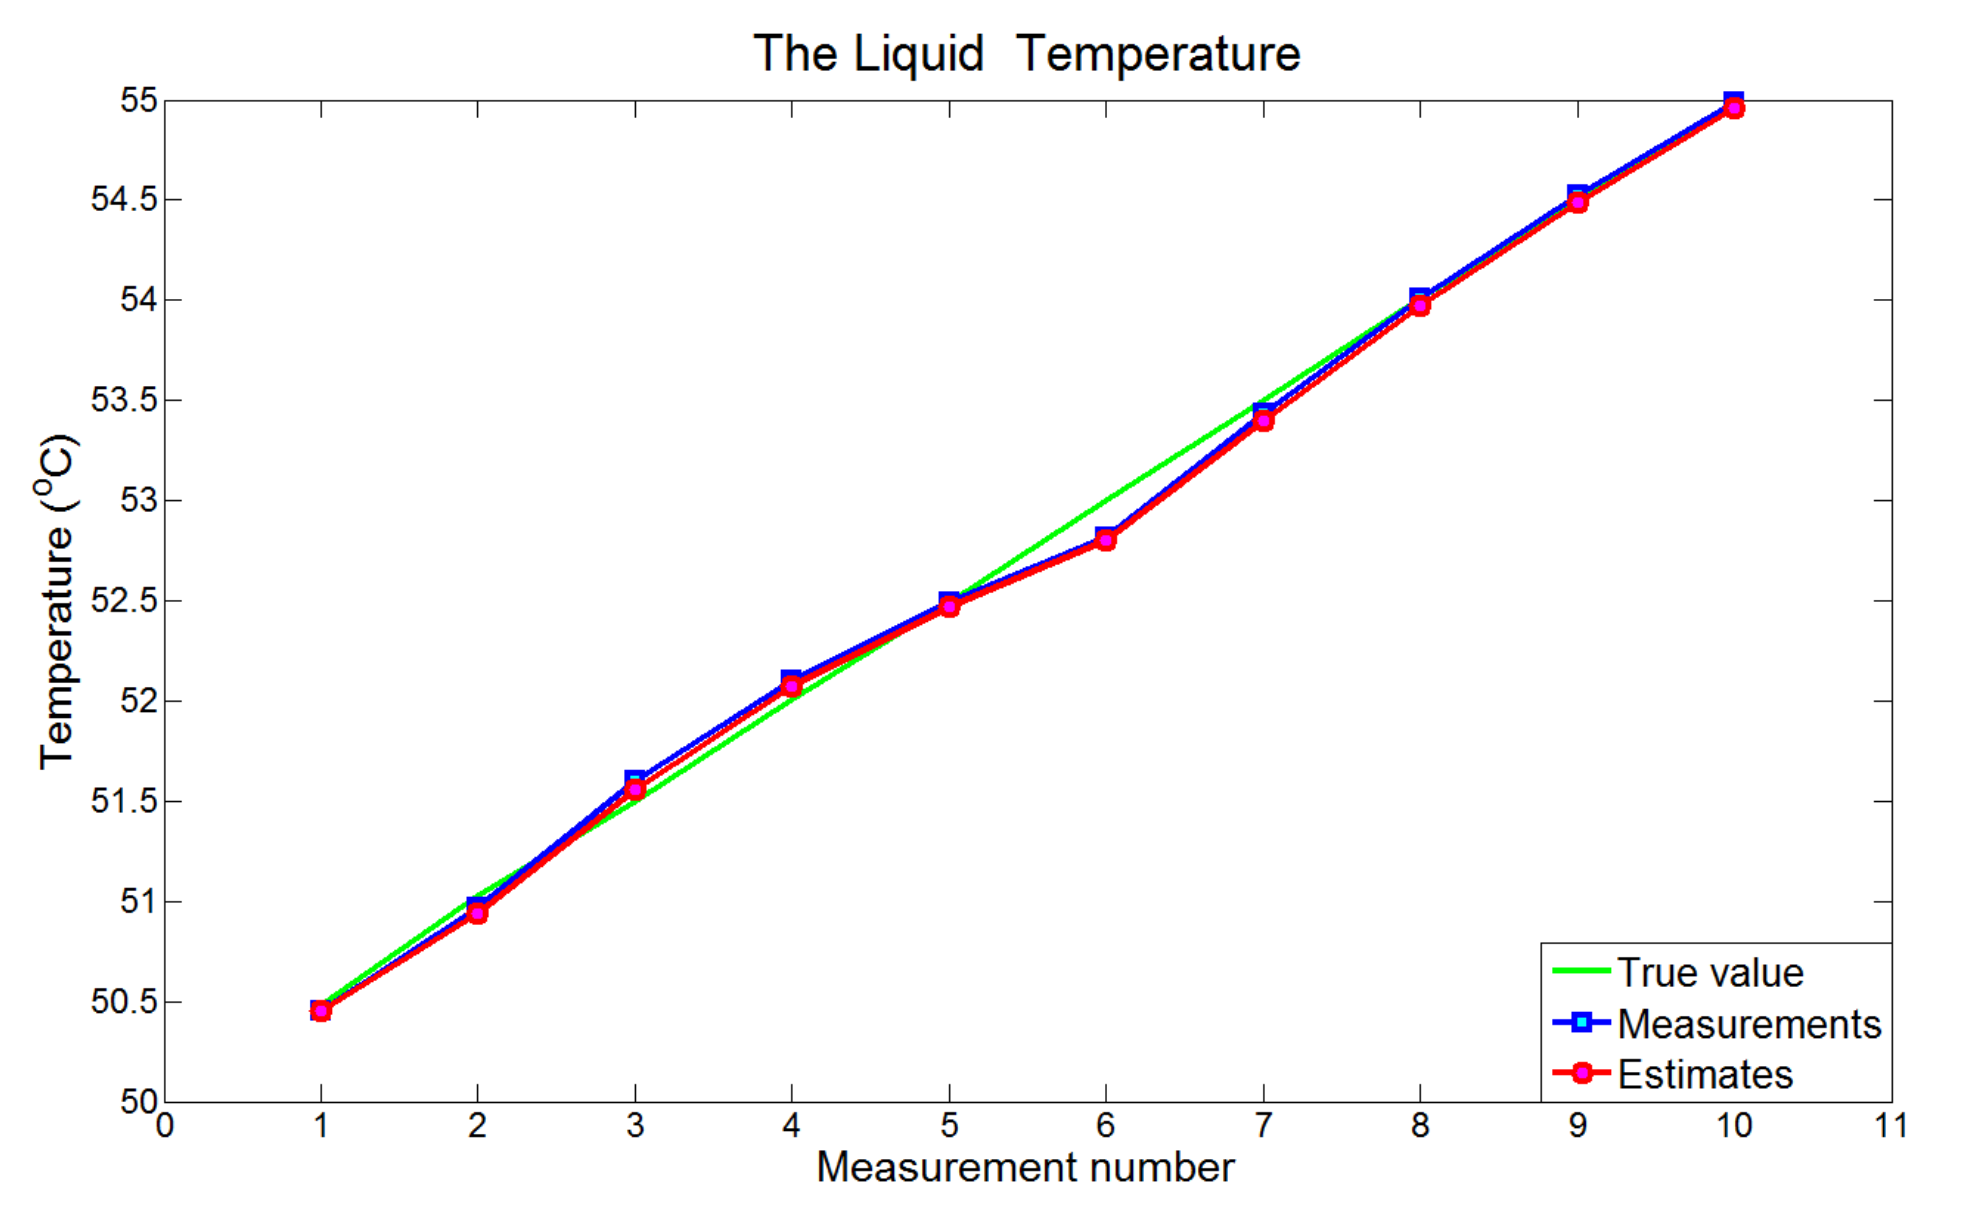 The Liquid  Temperature
55
54.5
54
53.5
53
52.5
52
51.5
51
50.5
50
Temperature (ºC)
0 1 2 3 4 5 6 7 8 9 10 11
Measurement number
True value
Measurements
Estimates